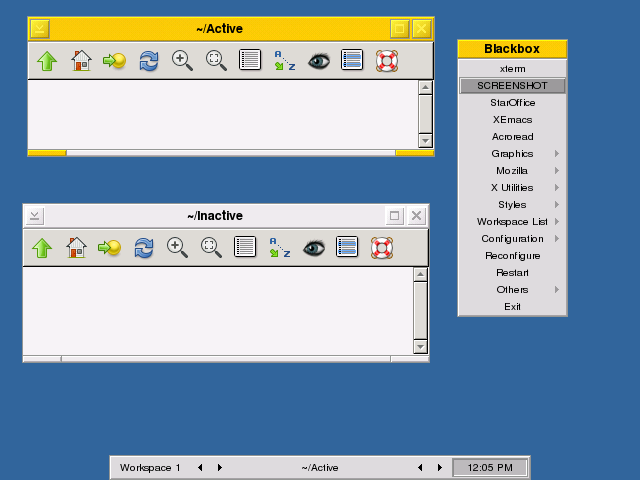 ~/Active
A
Z
~/Inactive
A
Z
Blackbox
xterm
SCREENSHOT
StarOffice
XEmacs
Acroread
Graphics
Mozilla
X Utilities
Styles
Workspace List
Configuration
Reconfigure
Restart
Others
Exit
Workspace 1
~/Active
12:05 PM